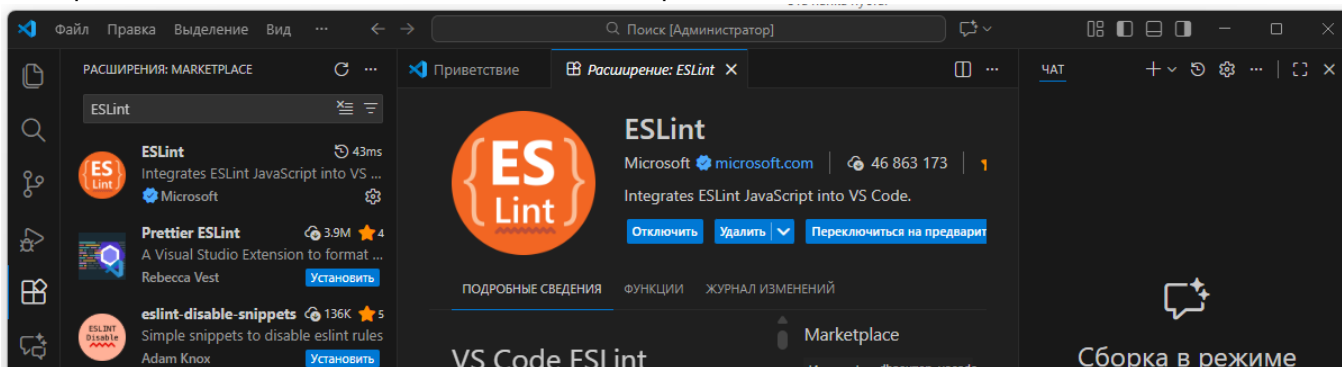 Файл Правка Выделение Вид ... Поиск [Администратор]
РАСШИРЕНИЯ: MARKETPLACE
ESLint
ESLint 43ms
Integrates ESLint JavaScript into VS ...
Microsoft
Prettier ESLint 3.9M 4
A Visual Studio Extension to format ...
Rebecca Vest Установить
ESLINT
Disable
eslint-disable-snippets 136K 5
Simple snippets to disable eslint rules
Adam Knox Установить
Приветствие Расширение: ESLint
ES
Lint
ESLint
Microsoft microsoft.com 46 863 173
Integrates ESLint JavaScript into VS Code.
Отключить Удалить Переключиться на предварит
ПОДРОБНЫЕ СВЕДЕНИЯ ФУНКЦИИ ЖУРНАЛ ИЗМЕНЕНИЙ
VS Code ESLint
Marketplace
ЧАТ
Сборка в режиме